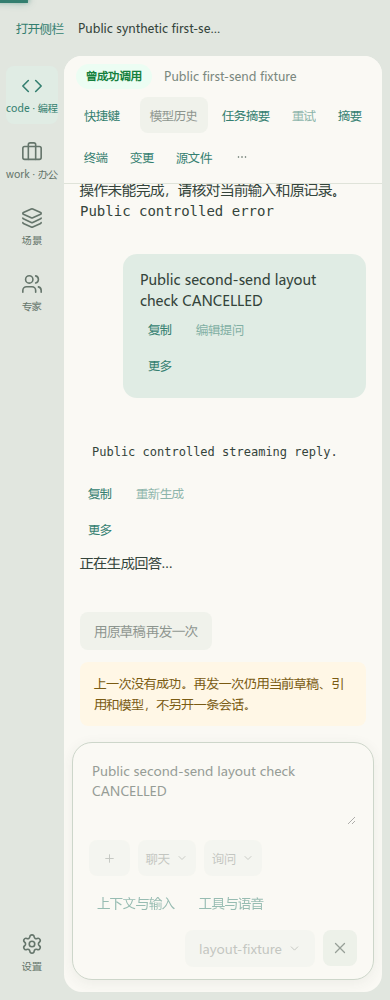 打开侧栏 Public synthetic first-se...
曾成功调用 Public first-send fixture
code · 编程
work · 办公
场景
专家
设置
快捷键 模型历史 任务摘要 重试 摘要
终端 变更 源文件 ···
操作未能完成，请核对当前输入和原记录。
Public controlled error
Public second-send layout
check CANCELLED
复制 编辑提问
更多
Public controlled streaming reply.
复制 重新生成
更多
正在生成回答...
用原草稿再发一次
上一次没有成功。再发一次仍用当前草稿、引
用和模型，不另开一条会话。
Public second-send layout check
CANCELLED
+ 聊天 询问
上下文与输入 工具与语音
layout-fixture